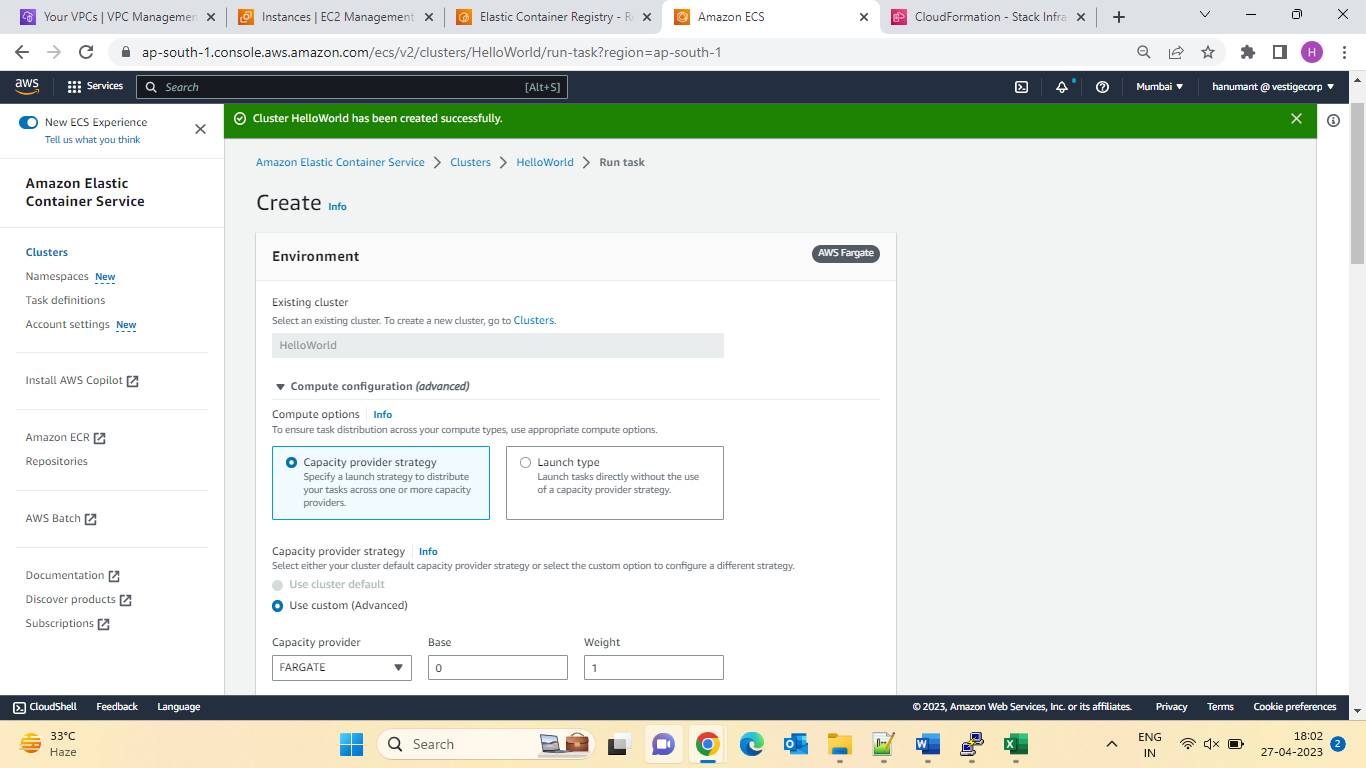 Your VPCs | VPC Managemen
Instances | EC2 Management
Elastic Container Registry - R
Amazon ECS
CloudFormation - Stack Infra
ap-south-1.console.aws.amazon.com/ecs/v2/clusters/HelloWorld/run-task?region=ap-south-1
H
aws
Services
Search
[Alt+S]
Mumbai
hanumant @ vestigecorp
New ECS Experience
Tell us what you think
Amazon Elastic
Container Service
Clusters
Namespaces New
Task definitions
Account settings New
Install AWS Copilot
Amazon ECR
Repositories
AWS Batch
Documentation
Discover products
Subscriptions
Cluster HelloWorld has been created successfully.
Amazon Elastic Container Service > Clusters > HelloWorld > Run task
Create Info
Environment
AWS Fargate
Existing cluster
Select an existing cluster. To create a new cluster, go to Clusters.
HelloWorld
Compute configuration (advanced)
Compute options Info
To ensure task distribution across your compute types, use appropriate compute options.
Capacity provider strategy
Specify a launch strategy to distribute
your tasks across one or more capacity
providers.
Launch type
Launch tasks directly without the use
of a capacity provider strategy.
Capacity provider strategy Info
Select either your cluster default capacity provider strategy or select the custom option to configure a different strategy.
Use cluster default
Use custom (Advanced)
Capacity provider Base Weight
FARGATE 0 1
CloudShell Feedback Language
© 2023, Amazon Web Services, Inc. or its affiliates. Privacy Terms Cookie preferences
33°C
Haze
Search
ENG
IN
18:02
27-04-2023
2